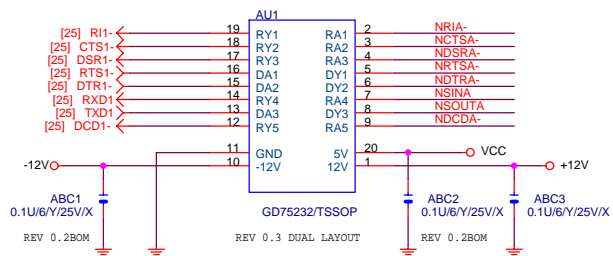 AU1
[25] RI1- 19 RY1 RA1 2 NRIA-
[25] CTS1- 18 RY2 RA2 3 NCTSA-
[25] DSR1- 17 RY3 RA3 4 NDSRA-
[25] RTS1- 16 DA1 DY1 5 NRTSA-
[25] DTR1- 15 DA2 DY2 6 NDTRA-
[25] RXD1 14 RY4 RA4 7 NSINA
[25] TXD1 13 DA3 DY3 8 NSOUTA
[25] DCD1- 12 RY5 RA5 9 NDCDA-
11 GND 5V 20 VCC
-12V 10 -12V 12V 1 +12V
ABC1 ABC2 ABC3
0.1U/6/Y/25V/X GD75232/TSSOP 0.1U/6/Y/25V/X 0.1U/6/Y/25V/X
REV 0.2BOM REV 0.3 DUAL LAYOUT REV 0.2BOM